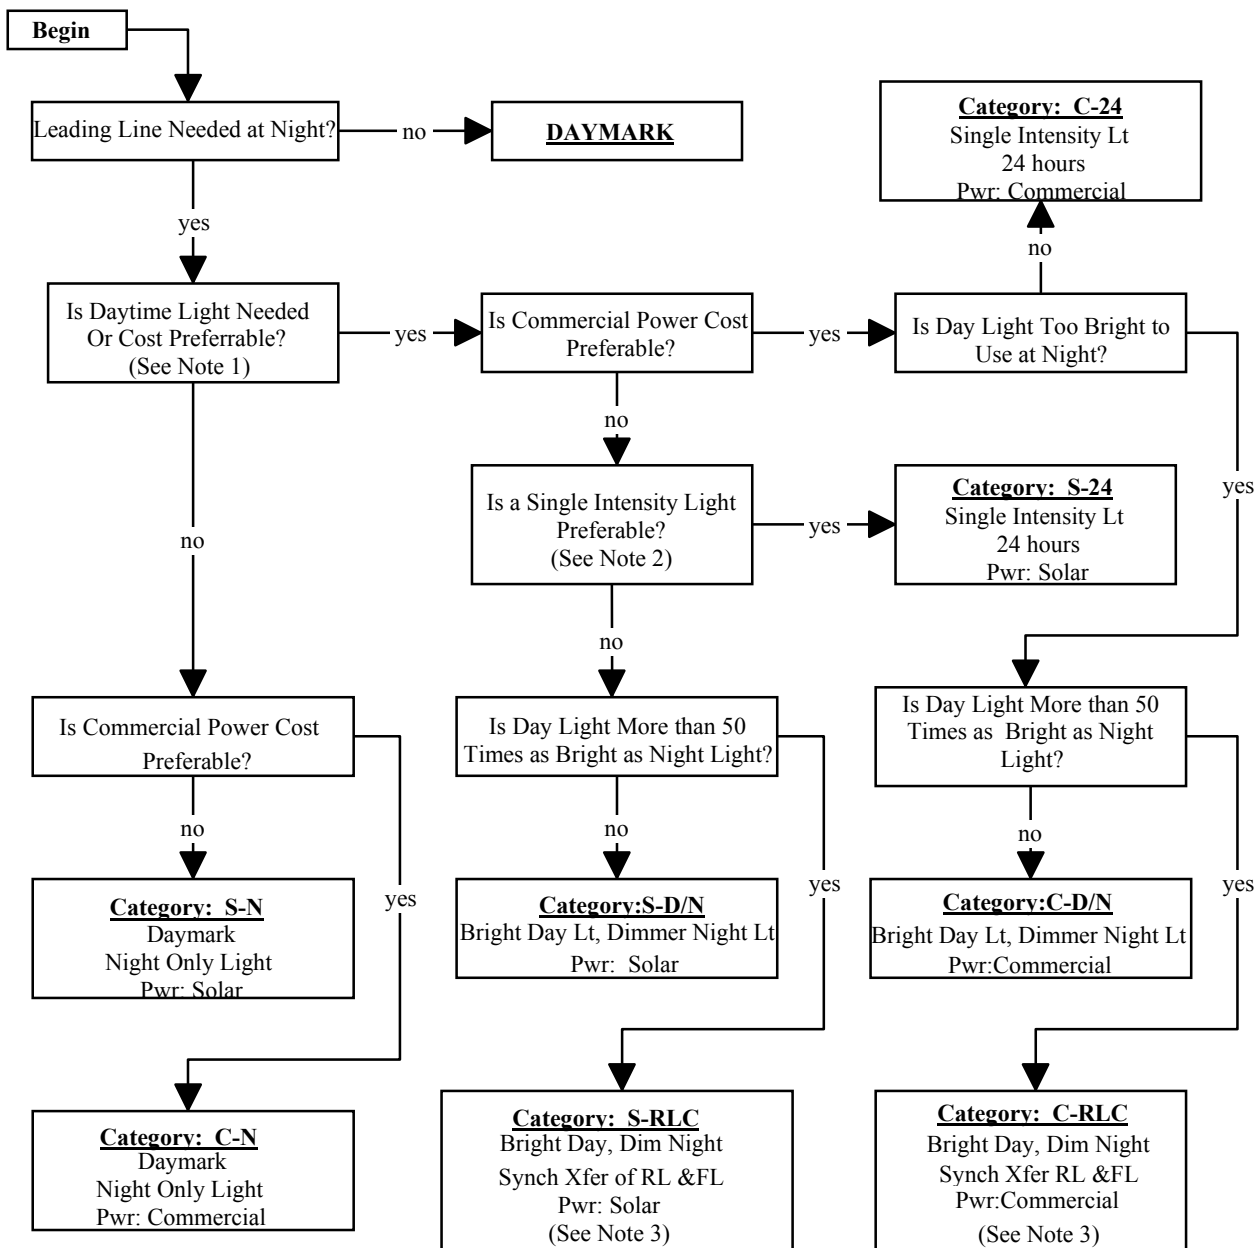 Begin
Leading Line Needed at Night?
no
DAYMARK
Category: C-24
Single Intensity Lt
24 hours
Pwr: Commercial
yes
no
Is Daytime Light Needed
Or Cost Preferrable?
(See Note 1)
yes
Is Commercial Power Cost
Preferable?
yes
Is Day Light Too Bright to
Use at Night?
no
yes
no
Is a Single Intensity Light
Preferable?
(See Note 2)
yes
Category: S-24
Single Intensity Lt
24 hours
Pwr: Solar
no
Is Commercial Power Cost
Preferable?
Is Day Light More than 50
Times as Bright as Night Light?
Is Day Light More than 50
Times as Bright as Night
Light?
no
yes
no
yes
no
yes
Category: S-N
Daymark
Night Only Light
Pwr: Solar
Category:S-D/N
Bright Day Lt, Dimmer Night Lt
Pwr: Solar
Category:C-D/N
Bright Day Lt, Dimmer Night Lt
Pwr:Commercial
Category: C-N
Daymark
Night Only Light
Pwr: Commercial
Category: S-RLC
Bright Day, Dim Night
Synch Xfer of RL &FL
Pwr: Solar
(See Note 3)
Category: C-RLC
Bright Day, Dim Night
Synch Xfer RL &FL
Pwr:Commercial
(See Note 3)